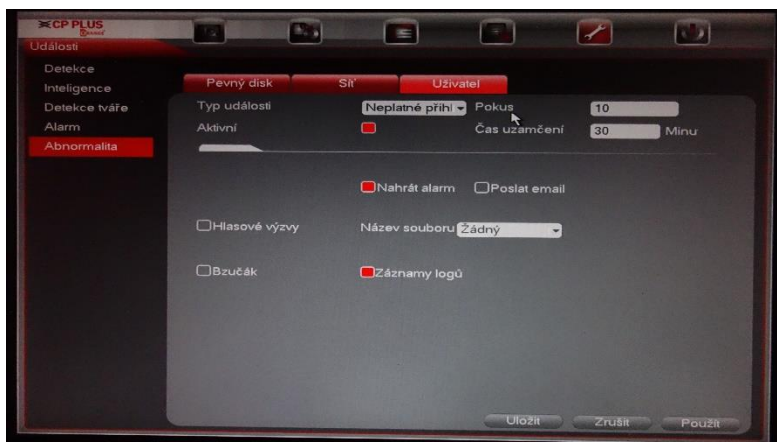 CP PLUS
ORANGE
Události
Detekce
Inteligence
Detekce tváře
Alarm
Abnormalita
Pevný disk Síť Uživatel
Typ události Neplatné přihl Pokus 10
Aktivní Čas uzamčení 30 Minu
Nahrát alarm Poslat email
Hlasové výzvy Název souboru Žádný
Bzučák Záznamy logů
Uložit Zrušit Použít